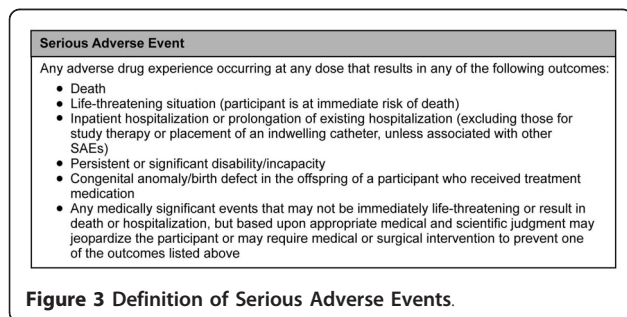 Serious Adverse Event
Any adverse drug experience occurring at any dose that results in any of the following outcomes:
• Death
• Life-threatening situation (participant is at immediate risk of death)
• Inpatient hospitalization or prolongation of existing hospitalization (excluding those for
study therapy or placement of an indwelling catheter, unless associated with other
SAEs)
• Persistent or significant disability/incapacity
• Congenital anomaly/birth defect in the offspring of a participant who received treatment
medication
• Any medically significant events that may not be immediately life-threatening or result in
death or hospitalization, but based upon appropriate medical and scientific judgment may
jeopardize the participant or may require medical or surgical intervention to prevent one
of the outcomes listed above
Figure 3 Definition of Serious Adverse Events.